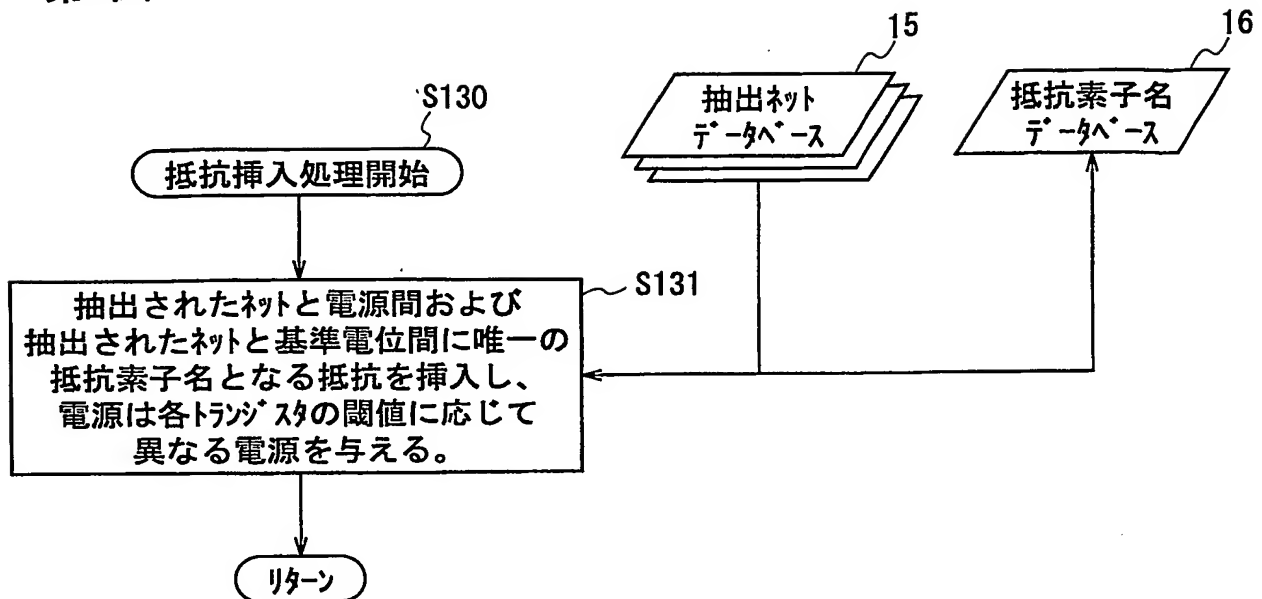 15
16
抽出ネット
データベース
抵抗素子名
データベース
S130
抵抗挿入処理開始
S131
抽出されたネットと電源間および
抽出されたネットと基準電位間に唯一の
抵抗素子名となる抵抗を挿入し、
電源は各トランジスタの閾値に応じて
異なる電源を与える。
リターン